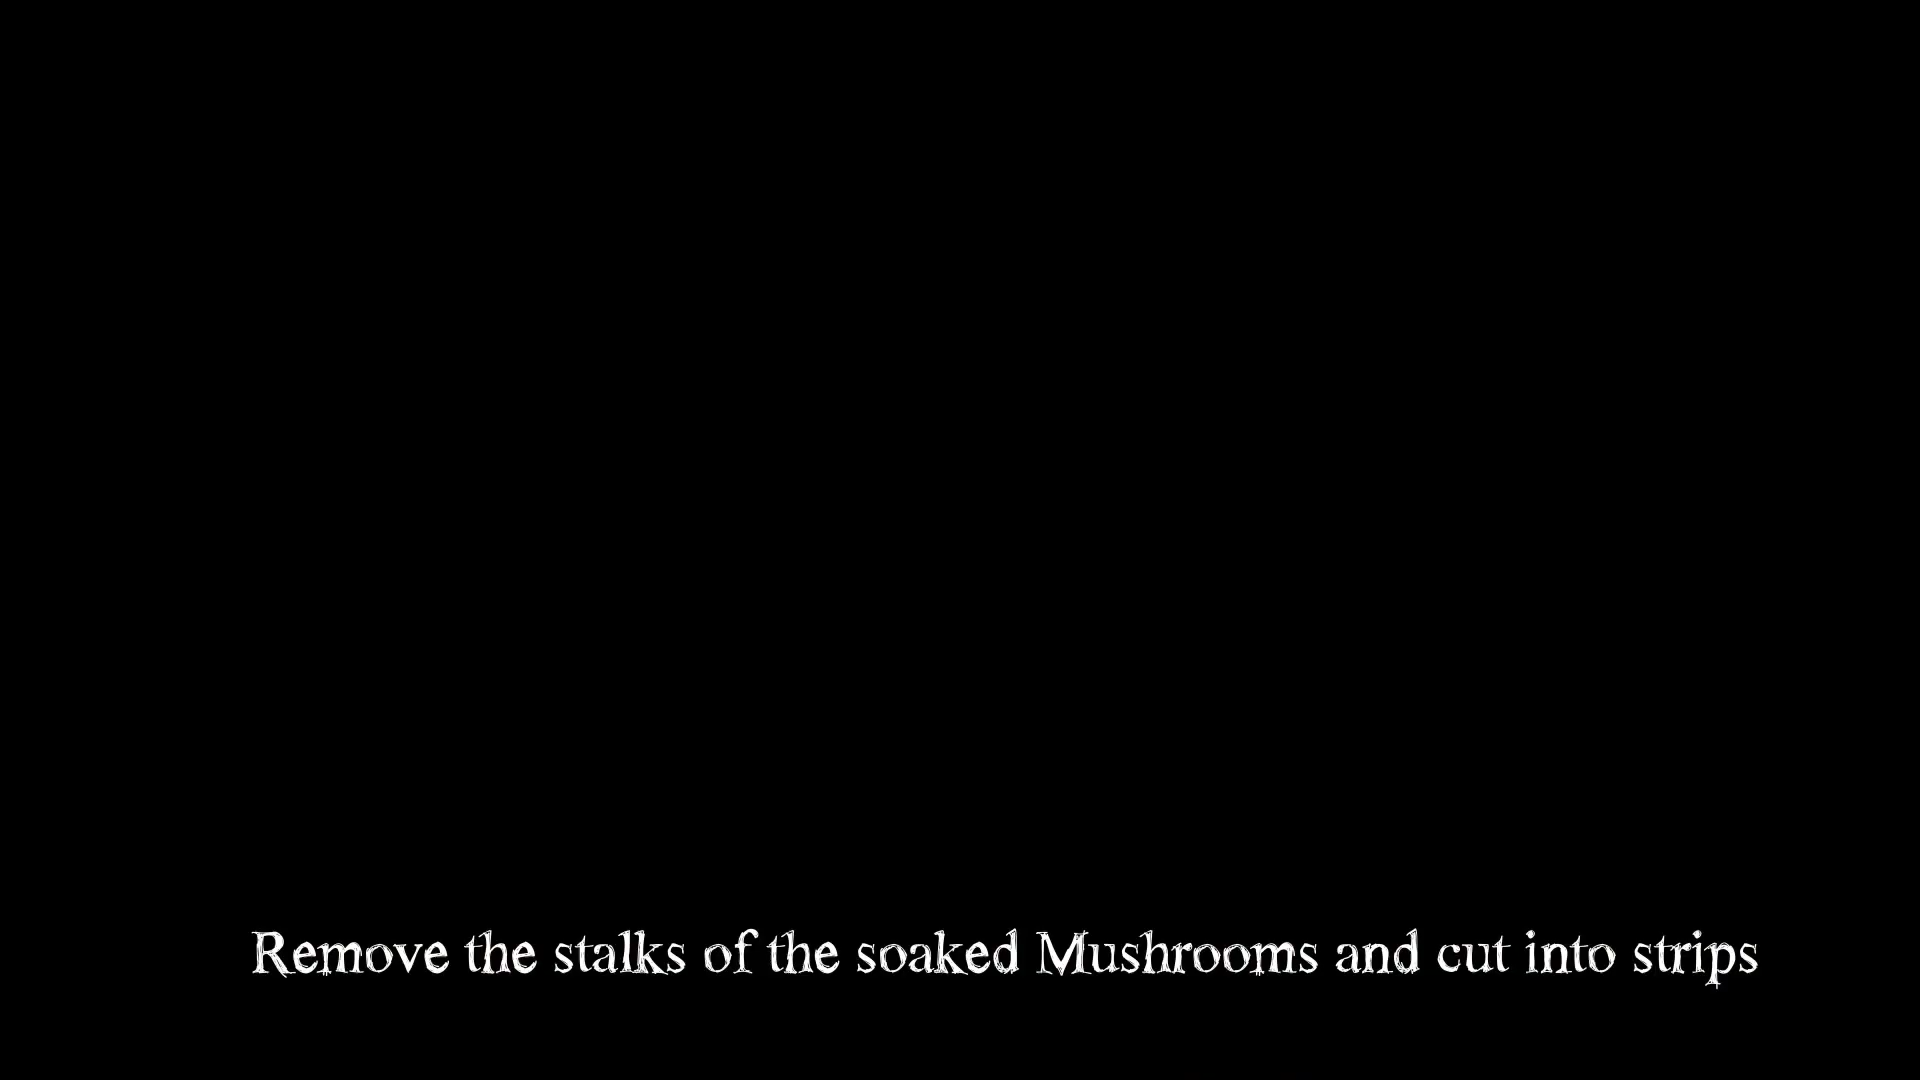 Remove the stalks of the soaked Mushrooms and cut into strips